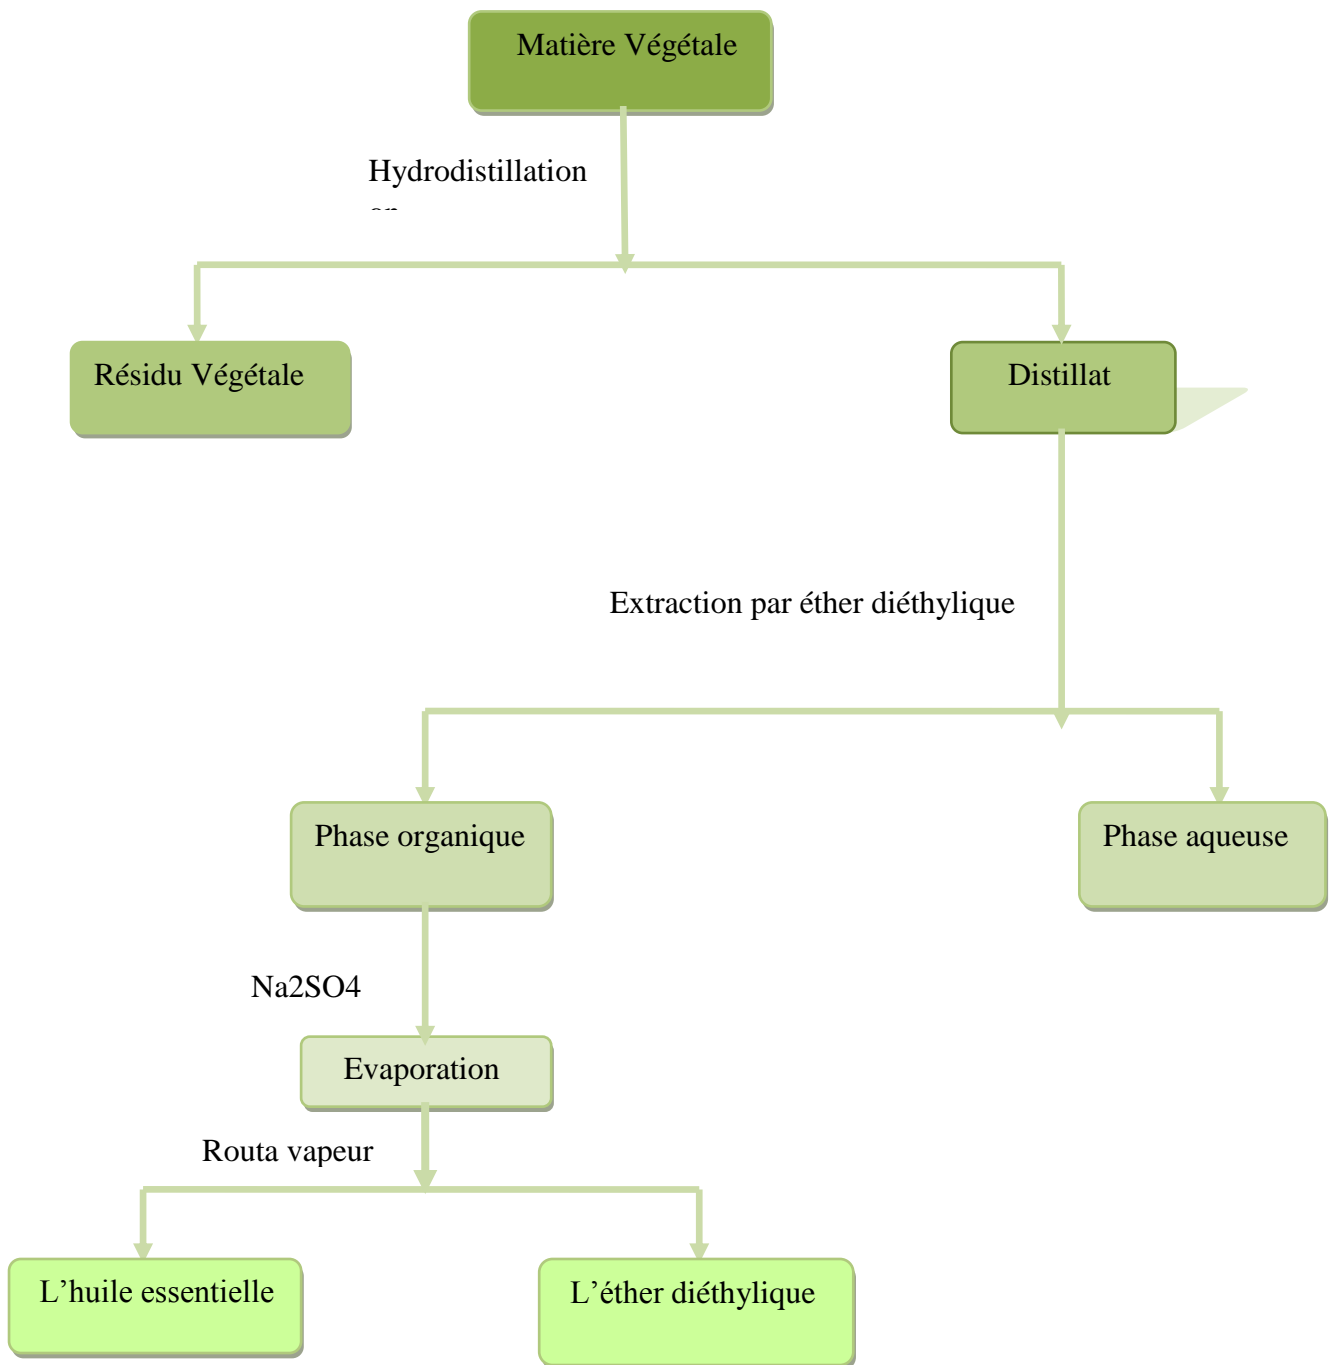 Matière Végétale
Hydrodistillation
Résidu Végétale
Distillat
Extraction par éther diéthylique
Phase organique
Phase aqueuse
Na2SO4
Evaporation
Routa vapeur
L’huile essentielle
L’éther diéthylique